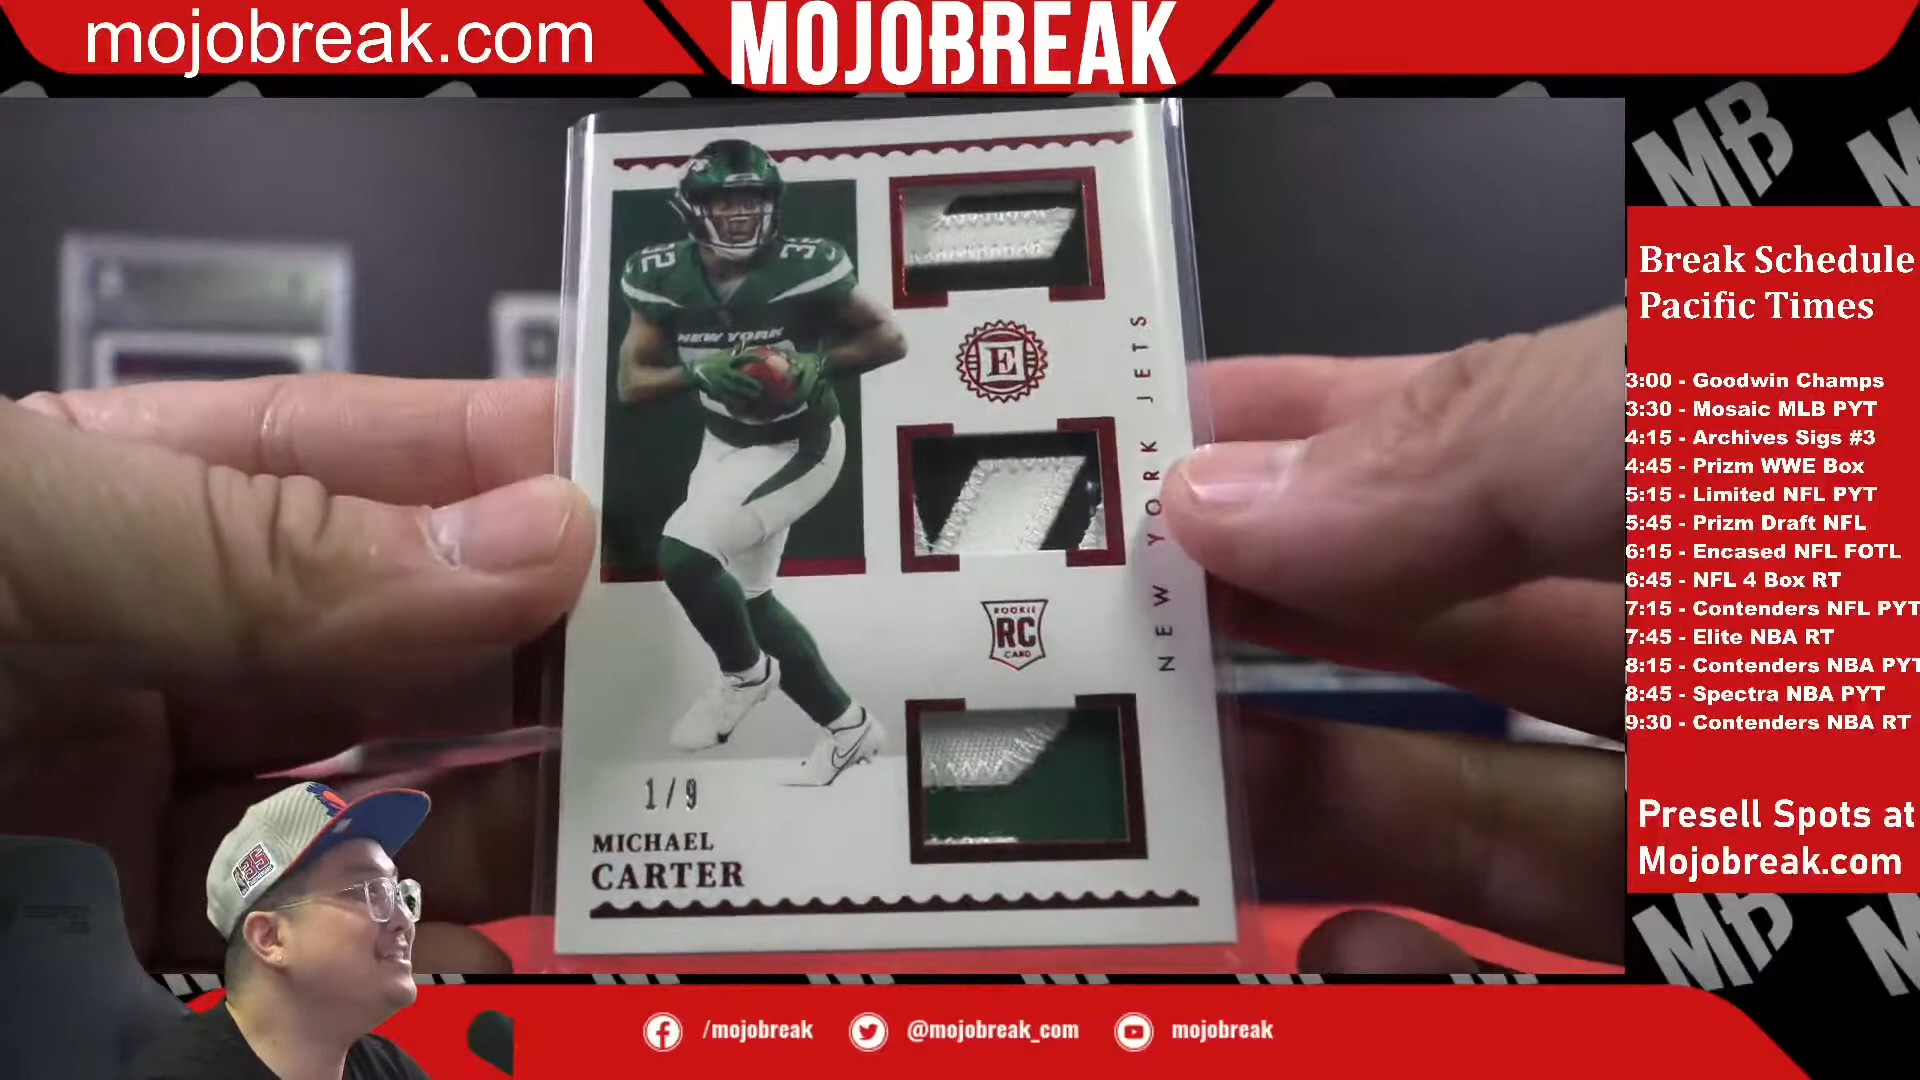 mojobreak.com
MOJOBREAK
MB
Break Schedule
Pacific Times
3:00 - Goodwin Champs
3:30 - Mosaic MLB PYT
4:15 - Archives Sigs #3
4:45 - Prizm WWE Box
5:15 - Limited NFL PYT
5:45 - Prizm Draft NFL
6:15 - Encased NFL FOTL
6:45 - NFL 4 Box RT
7:15 - Contenders NFL PYT
7:45 - Elite NBA RT
8:15 - Contenders NBA PYT
8:45 - Spectra NBA PYT
9:30 - Contenders NBA RT
Presell Spots at
Mojobreak.com
MB
32
NEW YORK
E
NEW YORK JETS
ROOKIE
RC
CARD
1/9
MICHAEL
CARTER
35
/mojobreak
@mojobreak_com
mojobreak